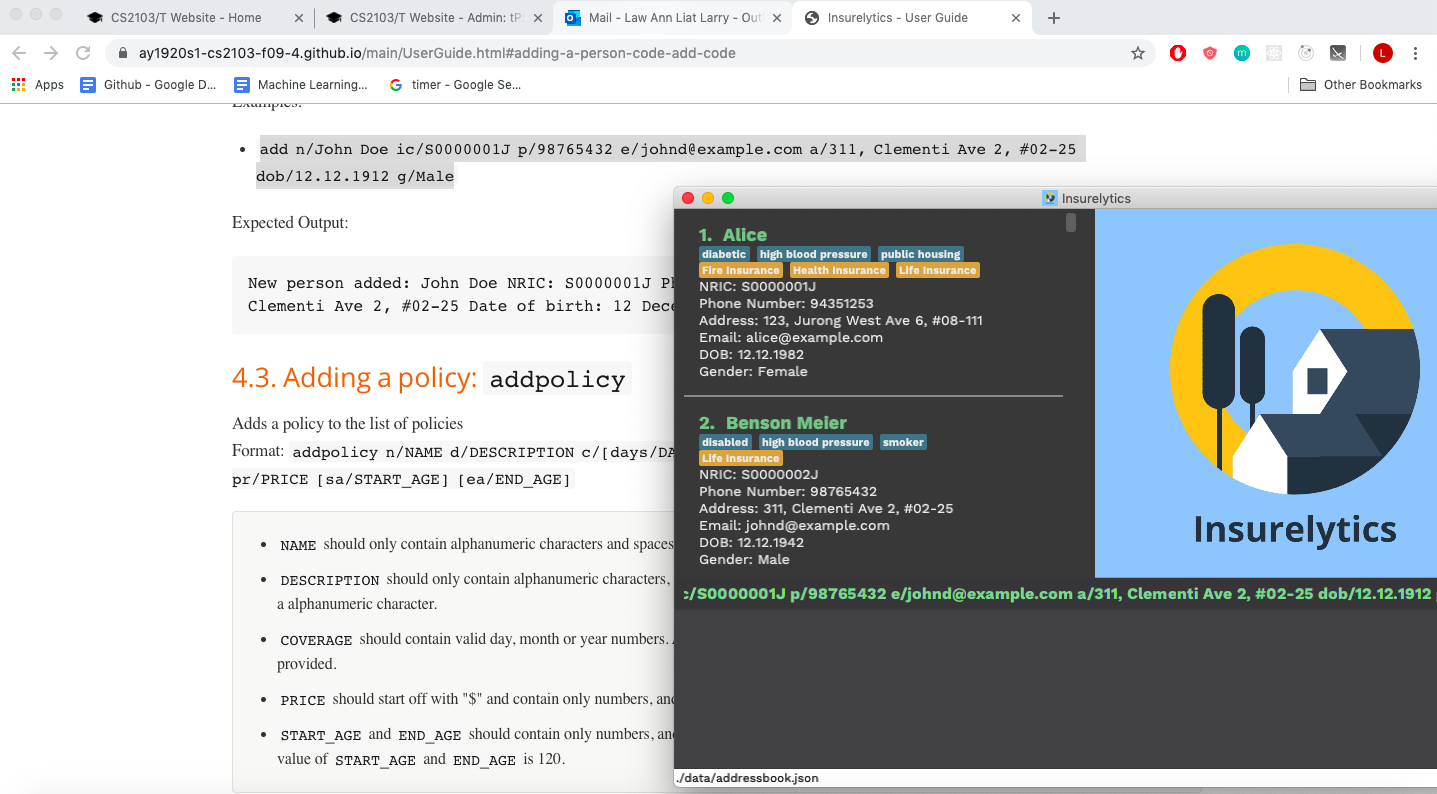 CS2103/T Website - Home
CS2103/T Website - Admin: tP
Mail - Law Ann Liat Larry - Out
Insurelytics - User Guide
ay1920s1-cs2103-f09-4.github.io/main/UserGuide.html#adding-a-person-code-add-code
L
Apps
Github - Google D...
Machine Learning...
timer - Google Se...
Other Bookmarks
Examples:
add n/John Doe ic/S0000001J p/98765432 e/johnd@example.com a/311, Clementi Ave 2, #02-25
dob/12.12.1912 g/Male
Expected Output:
New person added: John Doe NRIC: S0000001J
Clementi Ave 2, #02-25 Date of birth: 12
4.3. Adding a policy: addpolicy
Adds a policy to the list of policies
Format: addpolicy n/NAME d/DESCRIPTION c/[days/DA
pr/PRICE [sa/START_AGE] [ea/END_AGE]
NAME should only contain alphanumeric characters and spaces
DESCRIPTION should only contain alphanumeric characters,
a alphanumeric character.
COVERAGE should contain valid day, month or year numbers.
provided.
PRICE should start off with "$" and contain only numbers, and
START_AGE and END_AGE should contain only numbers, and
value of START_AGE and END_AGE is 120.
Insurelytics
1. Alice
diabetic high blood pressure public housing
Fire Insurance Health Insurance Life Insurance
NRIC: S0000001J
Phone Number: 94351253
Address: 123, Jurong West Ave 6, #08-111
Email: alice@example.com
DOB: 12.12.1982
Gender: Female
2. Benson Meier
disabled high blood pressure smoker
Life Insurance
NRIC: S0000002J
Phone Number: 98765432
Address: 311, Clementi Ave 2, #02-25
Email: johnd@example.com
DOB: 12.12.1942
Gender: Male
Insurelytics
c/S0000001J p/98765432 e/johnd@example.com a/311, Clementi Ave 2, #02-25 dob/12.12.1912
./data/addressbook.json